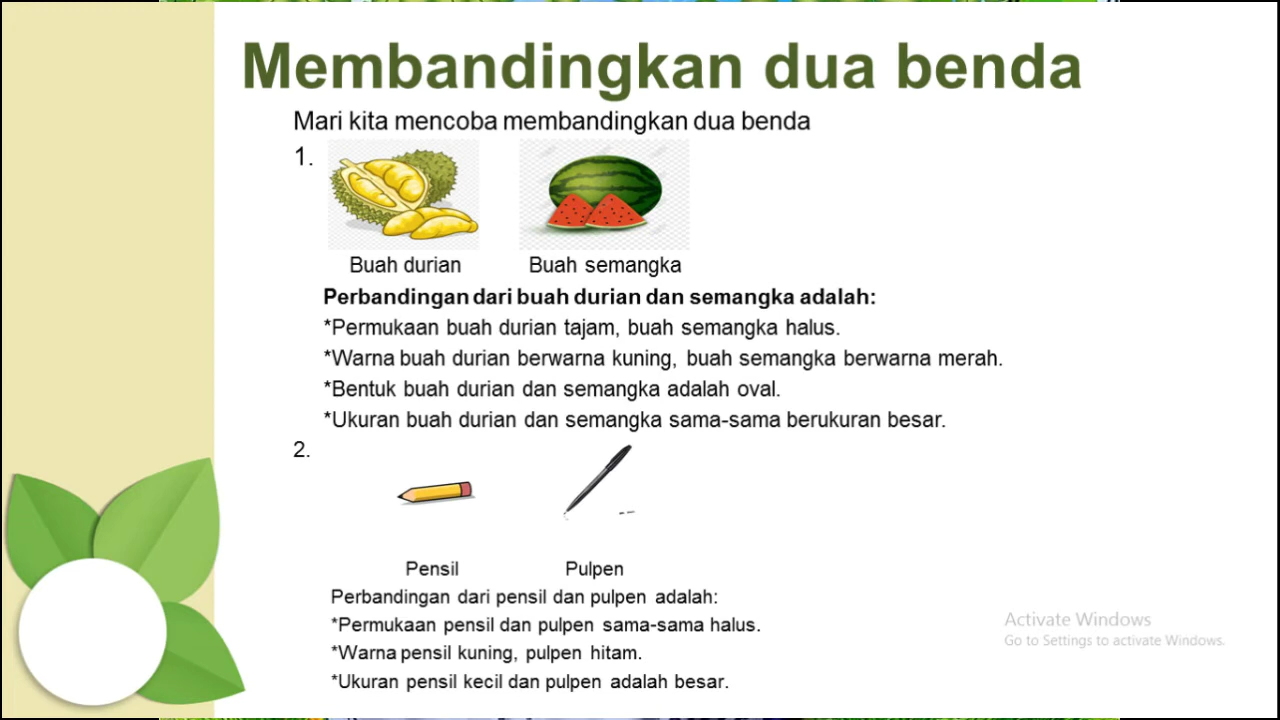 Membandingkan dua benda
Mari kita mencoba membandingkan dua benda
1.
Buah durian Buah semangka
Perbandingan dari buah durian dan semangka adalah:
*Permukaan buah durian tajam, buah semangka halus.
*Warna buah durian berwarna kuning, buah semangka berwarna merah.
*Bentuk buah durian dan semangka adalah oval.
*Ukuran buah durian dan semangka sama-sama berukuran besar.
2.
Pensil Pulpen
Perbandingan dari pensil dan pulpen adalah:
*Permukaan pensil dan pulpen sama-sama halus.
*Warna pensil kuning, pulpen hitam.
*Ukuran pensil kecil dan pulpen adalah besar.
Activate Windows
Go to Settings to activate Windows.